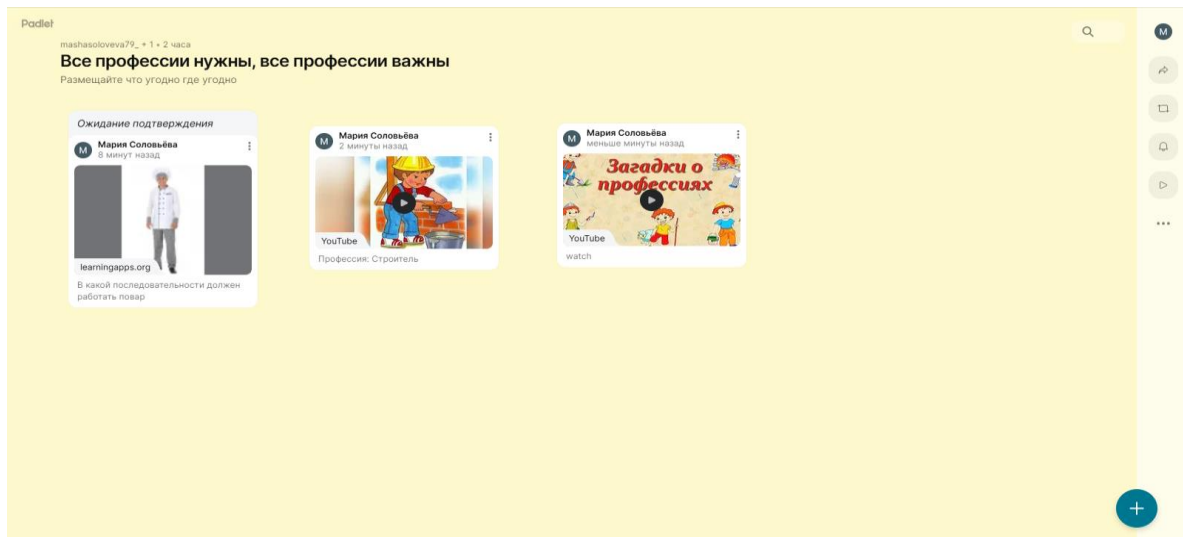 Padlet
mashasoloveva79_ + 1 • 2 часа
Все профессии нужны, все профессии важны
Размещайте что угодно где угодно
M
Ожидание подтверждения
M
Мария Соловьёва
8 минут назад
learningapps.org
В какой последовательности должен
работать повар
M
Мария Соловьёва
2 минуты назад
YouTube
Профессия: Строитель
M
Мария Соловьёва
меньше минуты назад
Загадки о
профессиях
YouTube
watch